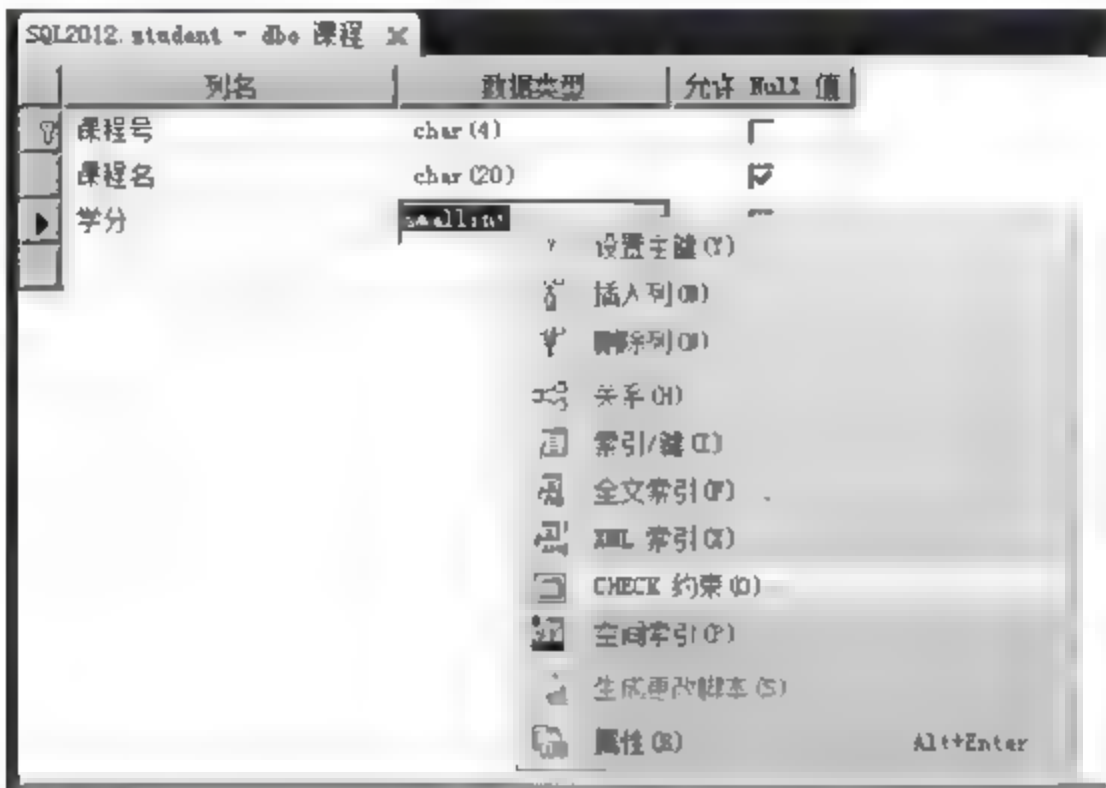 SQL2012.student - dbo 课程
列名 数据类型 允许 Null 值
课程号 char(4)
课程名 char(20)
学分 smallint
设置主键(Y)
插入列(M)
删除列(N)
关系(H)
索引/键(I)
全文索引(F)
XML 索引(X)
CHECK 约束(O)
空间索引(P)
生成更改脚本(S)
属性(R) Alt+Enter